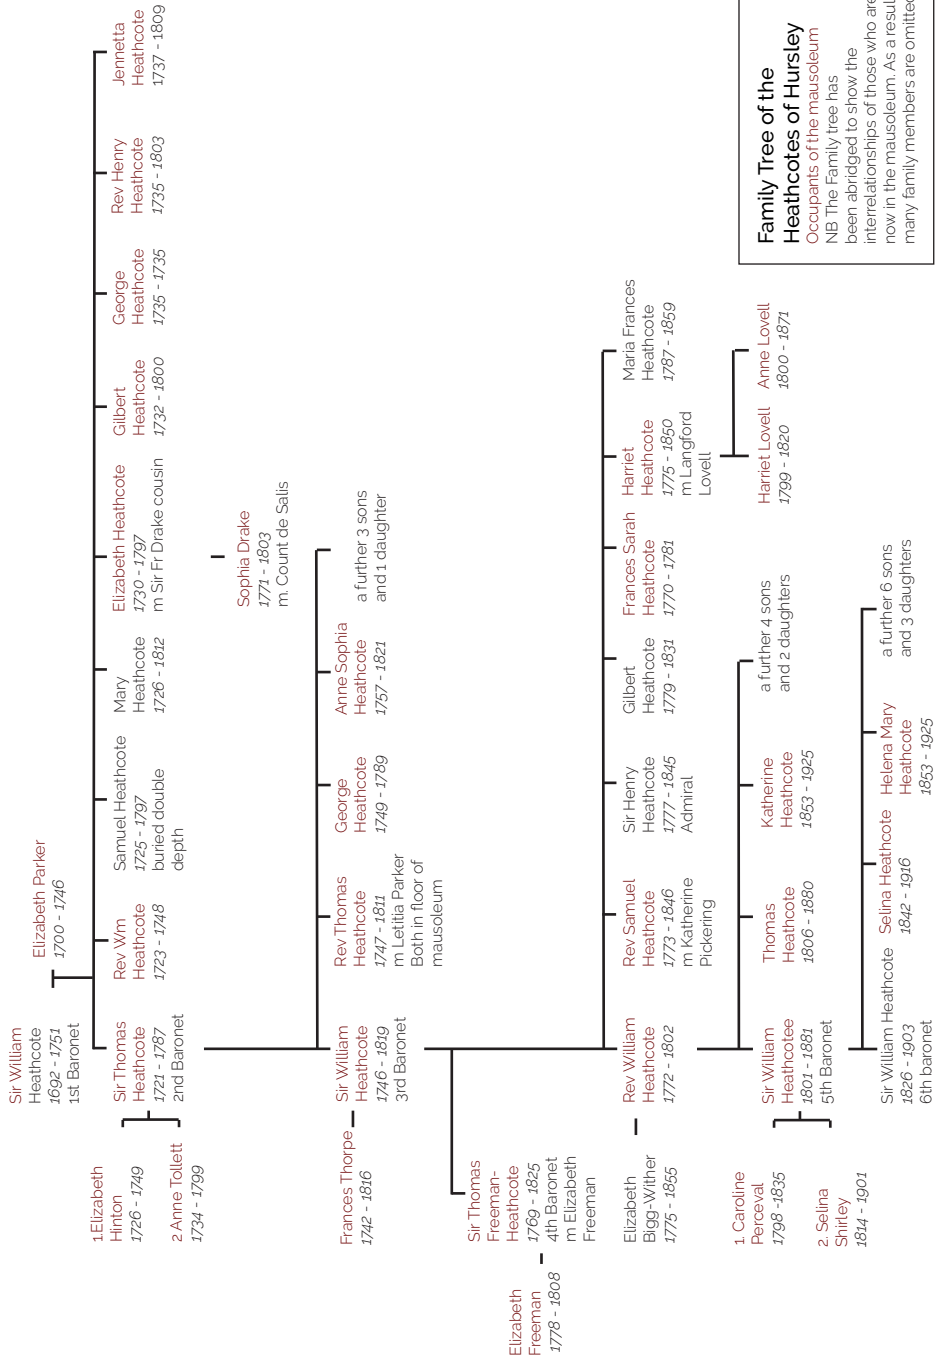 Sir William
Heathcote
1692 - 1751
1st Baronet
Elizabeth Parker
1700 - 1746
1.Elizabeth
Hinton
1726 - 1749
2 Anne Tollett
1734 - 1799
Sir Thomas
Heathcote
1721 - 1787
2nd Baronet
Rev Wm
Heathcote
1723 - 1748
Samuel Heathcote
1725 - 1797
buried double
depth
Mary
Heathcote
1726 - 1812
Elizabeth Heathcote
1730 - 1797
m Sir Fr Drake cousin
Gilbert
Heathcote
1732 - 1800
George
Heathcote
1735 - 1735
Rev Henry
Heathcote
1735 - 1803
Jennetta
Heathcote
1737 - 1809
Sophia Drake
1771 - 1803
m. Count de Salis
Frances Thorpe
1742 - 1816
Sir William
Heathcote
1746 - 1819
3rd Baronet
Rev Thomas
Heathcote
1747 - 1811
m Letitia Parker
Both in floor of
mausoleum
George
Heathcote
1749 - 1789
Anne Sophia
Heathcote
1757 - 1821
a further 3 sons
and 1 daughter
Elizabeth
Freeman
1778 - 1808
Sir Thomas
Freeman-
Heathcote
1769 - 1825
4th Baronet
m Elizabeth
Freeman
Elizabeth
Bigg-Wither
1775 - 1855
Rev William
Heathcote
1772 - 1802
Rev Samuel
Heathcote
1773 - 1846
m Katherine
Pickering
Sir Henry
Heathcote
1777 - 1845
Admiral
Gilbert
Heathcote
1779 - 1831
Frances Sarah
Heathcote
1770 - 1781
Harriet
Heathcote
1775 - 1850
m Langford
Lovell
Maria Frances
Heathcote
1787 - 1859
1. Caroline
Perceval
1798 -1835
2. Selina
Shirley
1814 - 1901
Sir William
Heathcotee
1801 - 1881
5th Baronet
Thomas
Heathcote
1806 - 1880
Katherine
Heathcote
1853 - 1925
a further 4 sons
and 2 daughters
Harriet Lovell
1799 - 1820
Anne Lovell
1800 - 1871
Sir William Heathcote
1826 - 1903
6th baronet
Selina Heathcote
1842 - 1916
Helena Mary
Heathcote
1853 - 1925
a further 6 sons
and 3 daughters
Family Tree of the
Heathcotes of Hursley
Occupants of the mausoleum
NB The Family tree has
been abridged to show the
interrelationships of those who are
now in the mausoleum. As a resul
many family members are omitted